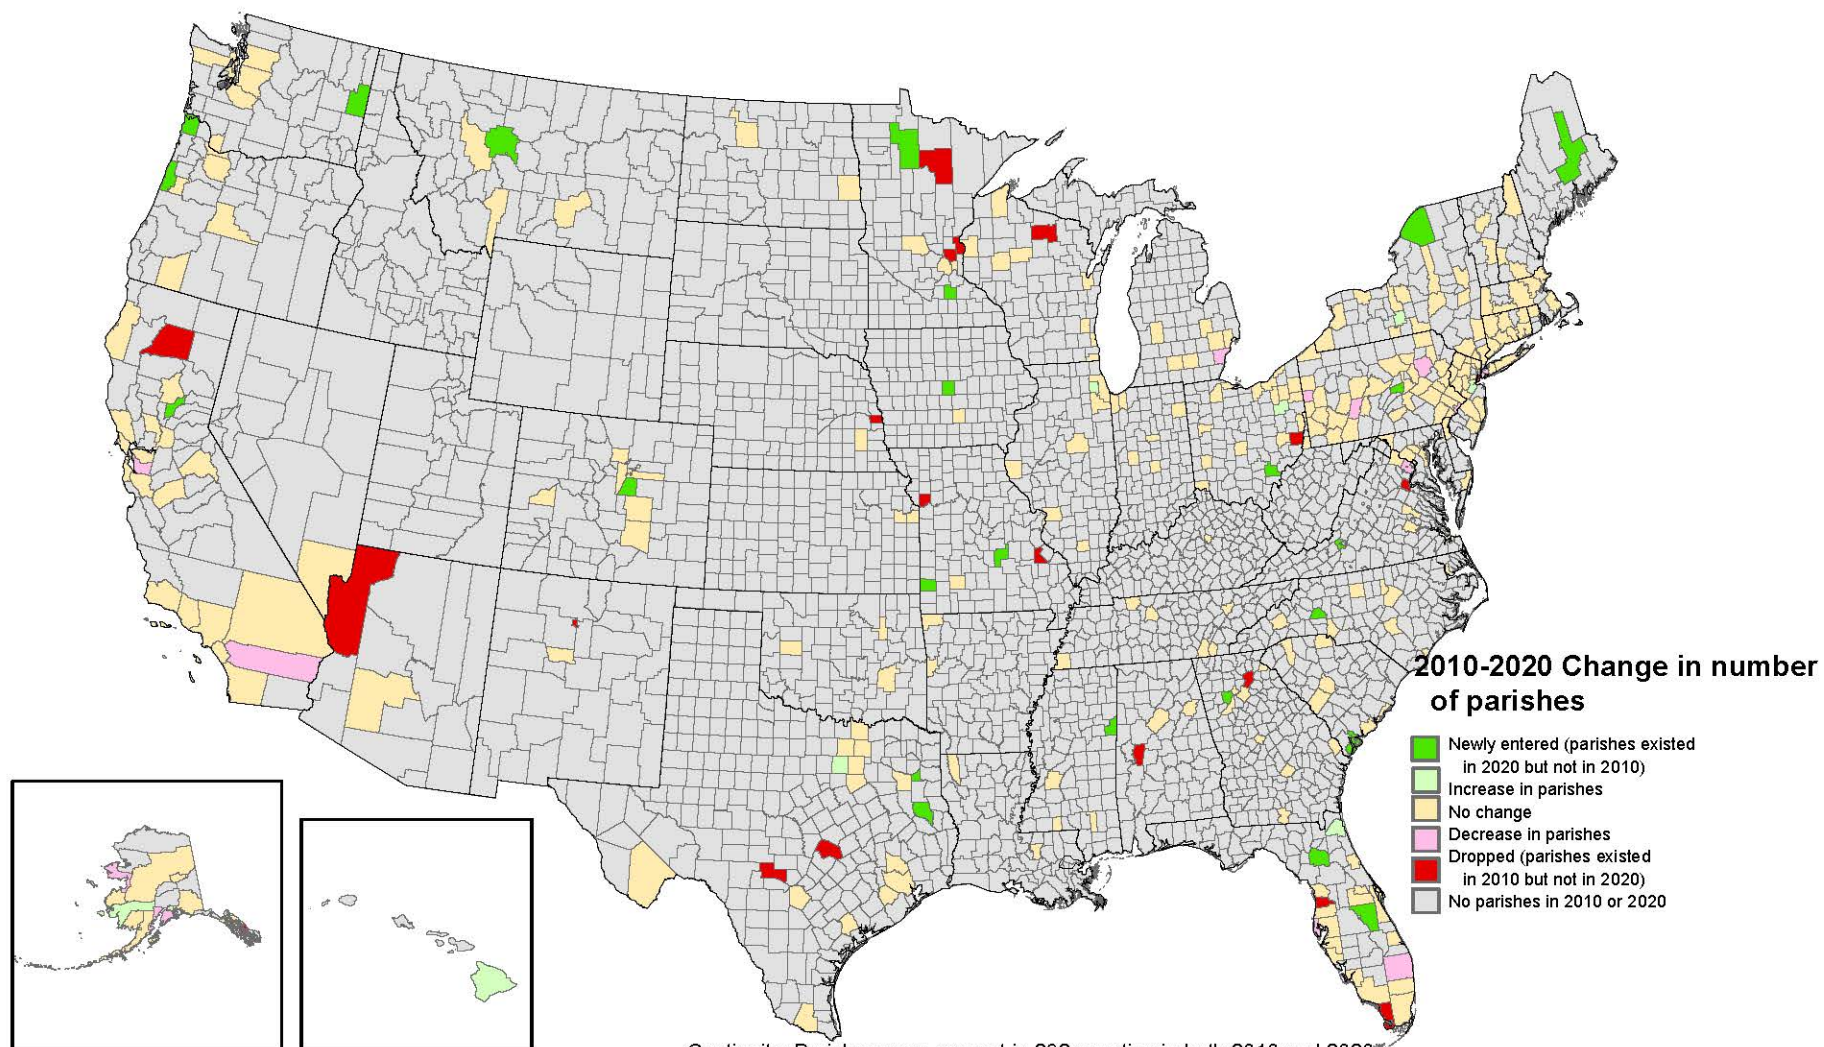 2010-2020 Change in number
of parishes
Newly entered (parishes existed
in 2020 but not in 2010)
Increase in parishes
No change
Decrease in parishes
Dropped (parishes existed
in 2010 but not in 2020)
No parishes in 2010 or 2020